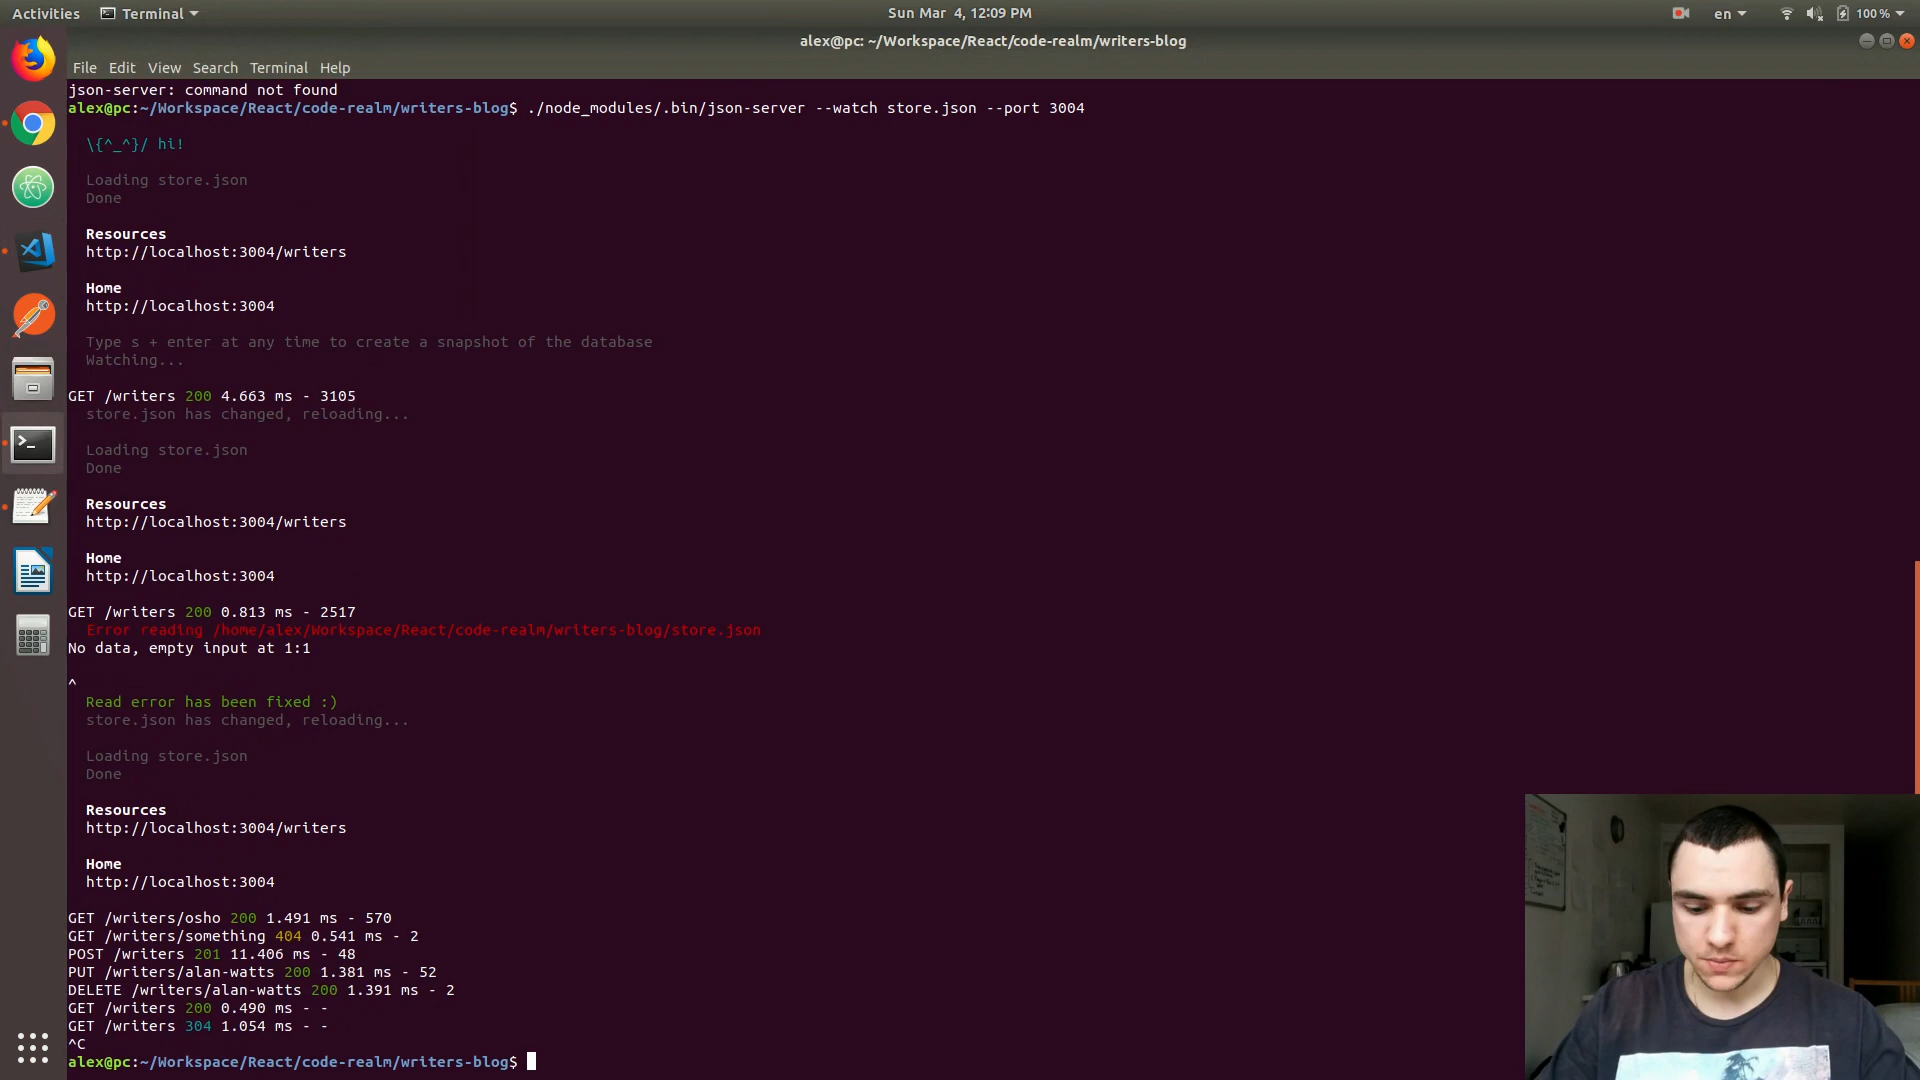 Activities Terminal Sun Mar 4, 12:09 PM en 100 %
alex@pc: ~/Workspace/React/code-realm/writers-blog
File Edit View Search Terminal Help
json-server: command not found
alex@pc:~/Workspace/React/code-realm/writers-blog$ ./node_modules/.bin/json-server --watch store.json --port 3004
\{^_^}/ hi!
Loading store.json
Done
Resources
http://localhost:3004/writers
Home
http://localhost:3004
Type s + enter at any time to create a snapshot of the database
Watching...
GET /writers 200 4.663 ms - 3105
store.json has changed, reloading...
Loading store.json
Done
Resources
http://localhost:3004/writers
Home
http://localhost:3004
GET /writers 200 0.813 ms - 2517
Error reading /home/alex/Workspace/React/code-realm/writers-blog/store.json
No data, empty input at 1:1
^
Read error has been fixed :)
store.json has changed, reloading...
Loading store.json
Done
Resources
http://localhost:3004/writers
Home
http://localhost:3004
GET /writers/osho 200 1.491 ms - 570
GET /writers/something 404 0.541 ms - 2
POST /writers 201 11.406 ms - 48
PUT /writers/alan-watts 200 1.381 ms - 52
DELETE /writers/alan-watts 200 1.391 ms - 2
GET /writers 200 0.490 ms - -
GET /writers 304 1.054 ms - -
^C
alex@pc:~/Workspace/React/code-realm/writers-blog$